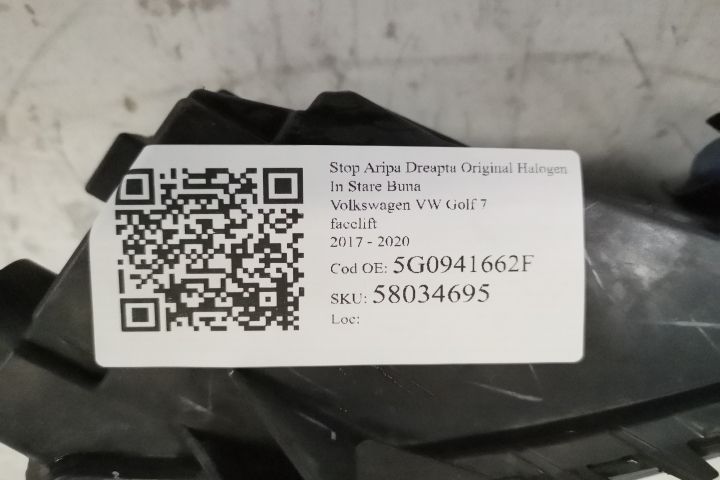 Stop Aripa Dreapta Original Halogen
In Stare Buna
Volkswagen VW Golf 7
facelift
2017 - 2020
Cod OE: 5G0941662F
SKU: 58034695
Loc: